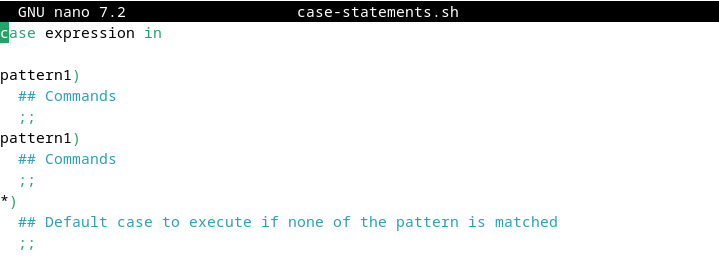 GNU nano 7.2 case-statements.sh
case expression in
pattern1)
## Commands
;;
pattern1)
## Commands
;;
*)
## Default case to execute if none of the pattern is matched
;;